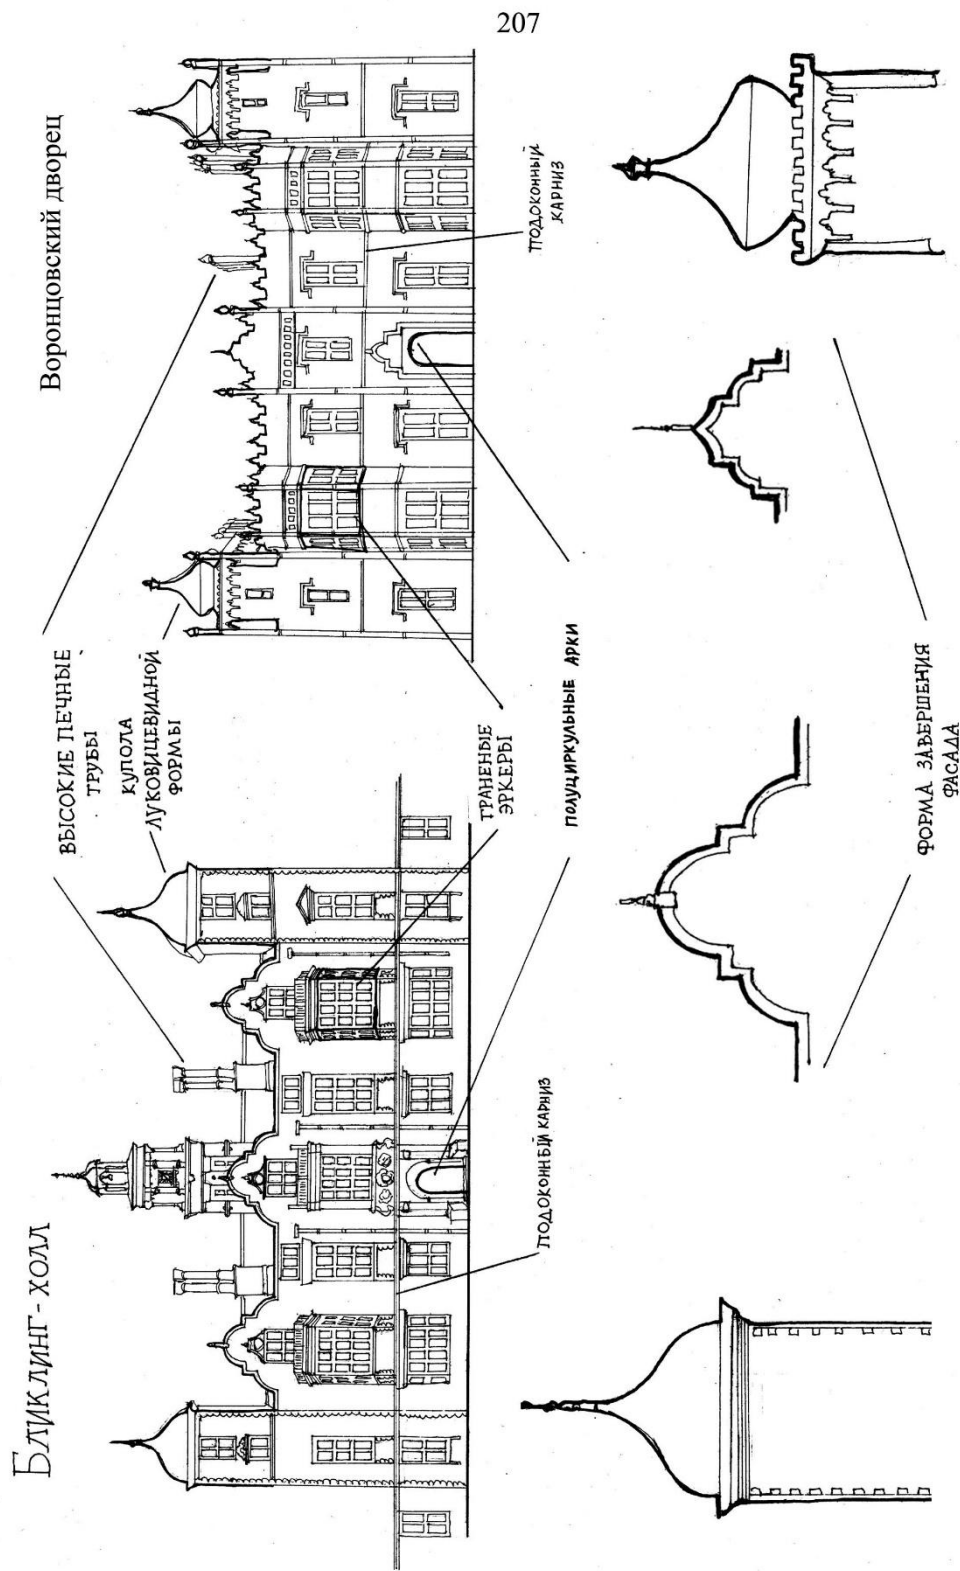 207
Бликлинг-холл
Воронцовский дворец
ВЫСОКИЕ ПЕЧНЫЕ
ТРУБЫ
КУПОЛА
ЛУКОВИЦЕВИДНОЙ
ФОРМЫ
ГРАНЕНЫЕ
ЭРКЕРЫ
ПОЛУЦИРКУЛЬНЫЕ АРКИ
ПОДОКОННЫЙ КАРНИЗ
ПОДОКОННЫЙ
КАРНИЗ
ФОРМА ЗАВЕРШЕНИЯ
ФАСАДА